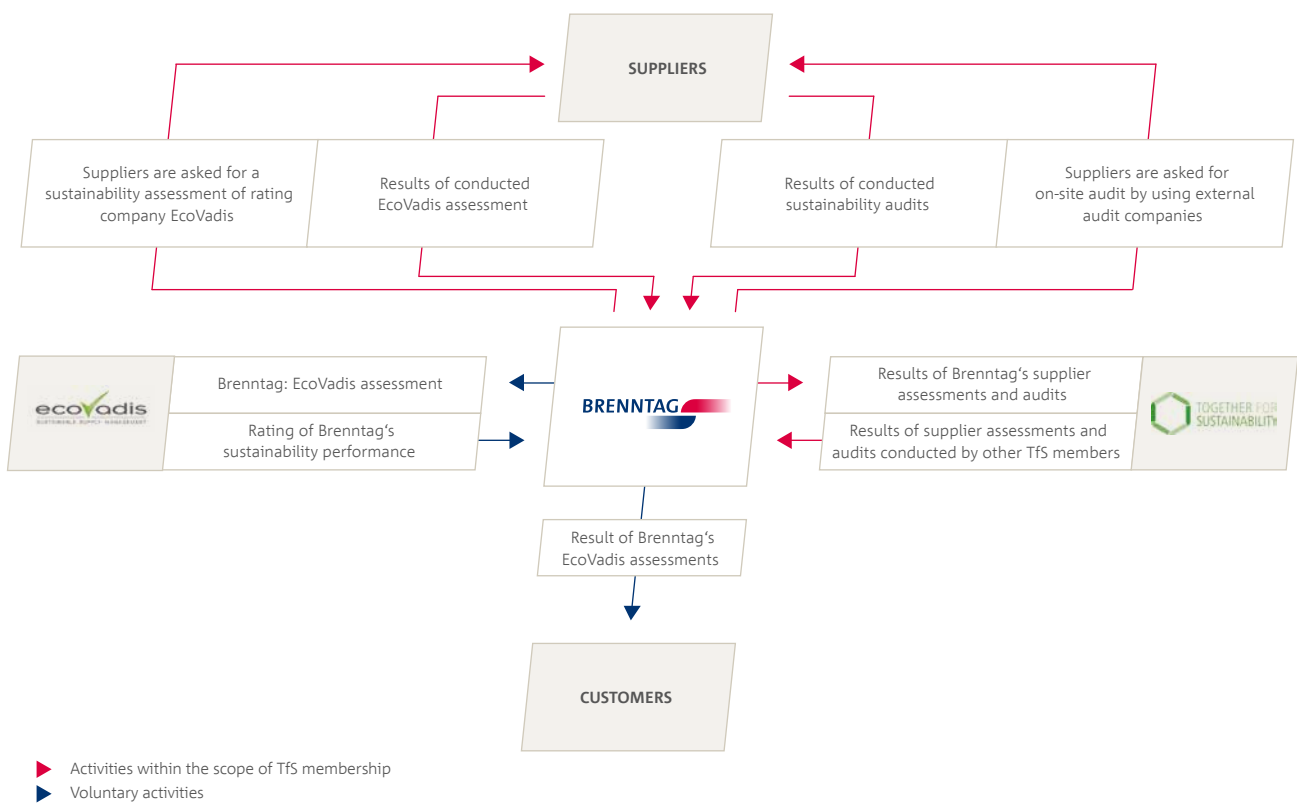 SUPPLIERS
Suppliers are asked for a
sustainability assessment of rating
company EcoVadis
Results of conducted
EcoVadis assessment
Results of conducted
sustainability audits
Suppliers are asked for
on-site audit by using external
audit companies
ecoVadis
SUSTAINABLE SUPPLY MANAGEMENT
Brenntag: EcoVadis assessment
Rating of Brenntag‘s
sustainability performance
BRENNTAG
Results of Brenntag‘s supplier
assessments and audits
Results of supplier assessments and
audits conducted by other TfS members
TOGETHER FOR
SUSTAINABILITY
Result of Brenntag‘s
EcoVadis assessments
CUSTOMERS
Activities within the scope of TfS membership
Voluntary activities